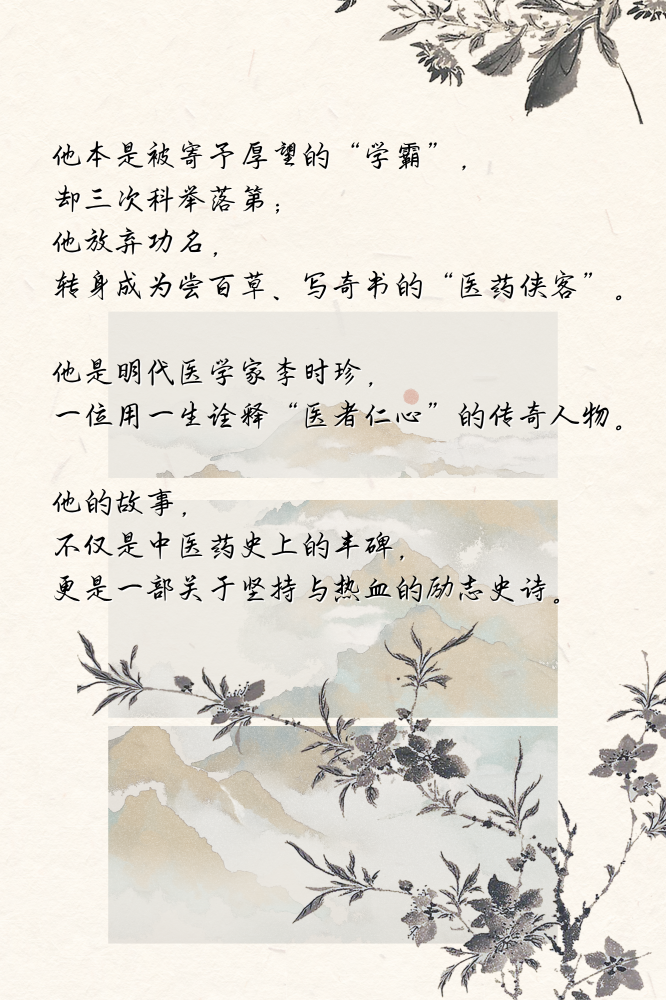 他本是被寄予厚望的“学霸”，
却三次科举落第；
他放弃功名，
转身成为尝百草、写奇书的“医药侠客”。
他是明代医学家李时珍，
一位用一生诠释“医者仁心”的传奇人物。
他的故事，
不仅是中医药史上的丰碑，
更是一部关于坚持与热血的励志史诗。